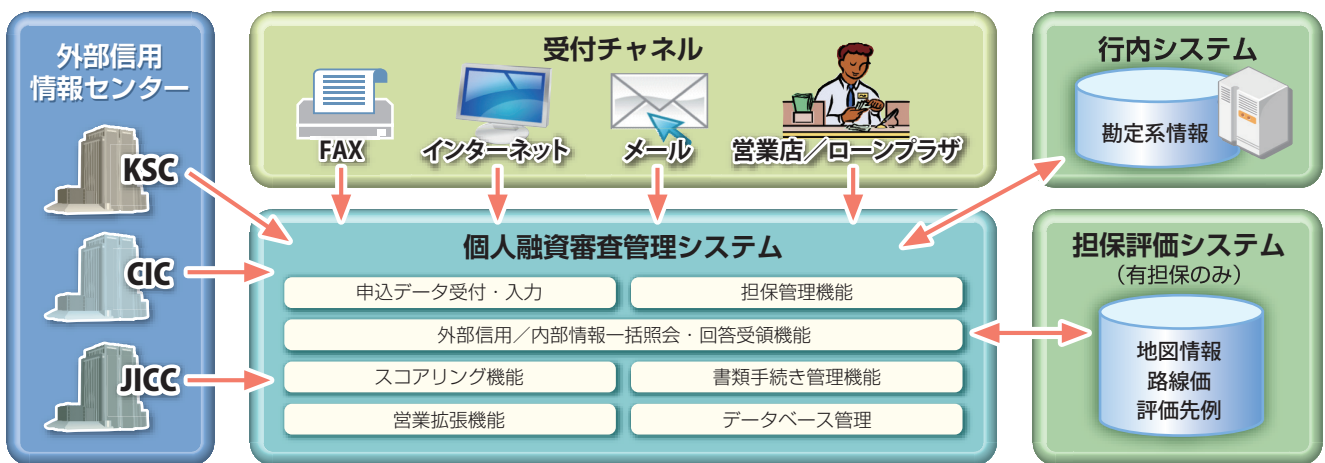 外部信用
情報センター
KSC
CIC
JICC
受付チャネル
FAX
インターネット
メール
営業店／ローンプラザ
個人融資審査管理システム
申込データ受付・入力
担保管理機能
外部信用／内部情報一括照会・回答受領機能
スコアリング機能
書類手続き管理機能
営業拡張機能
データベース管理
行内システム
勘定系情報
担保評価システム
（有担保のみ）
地図情報
路線価
評価先例